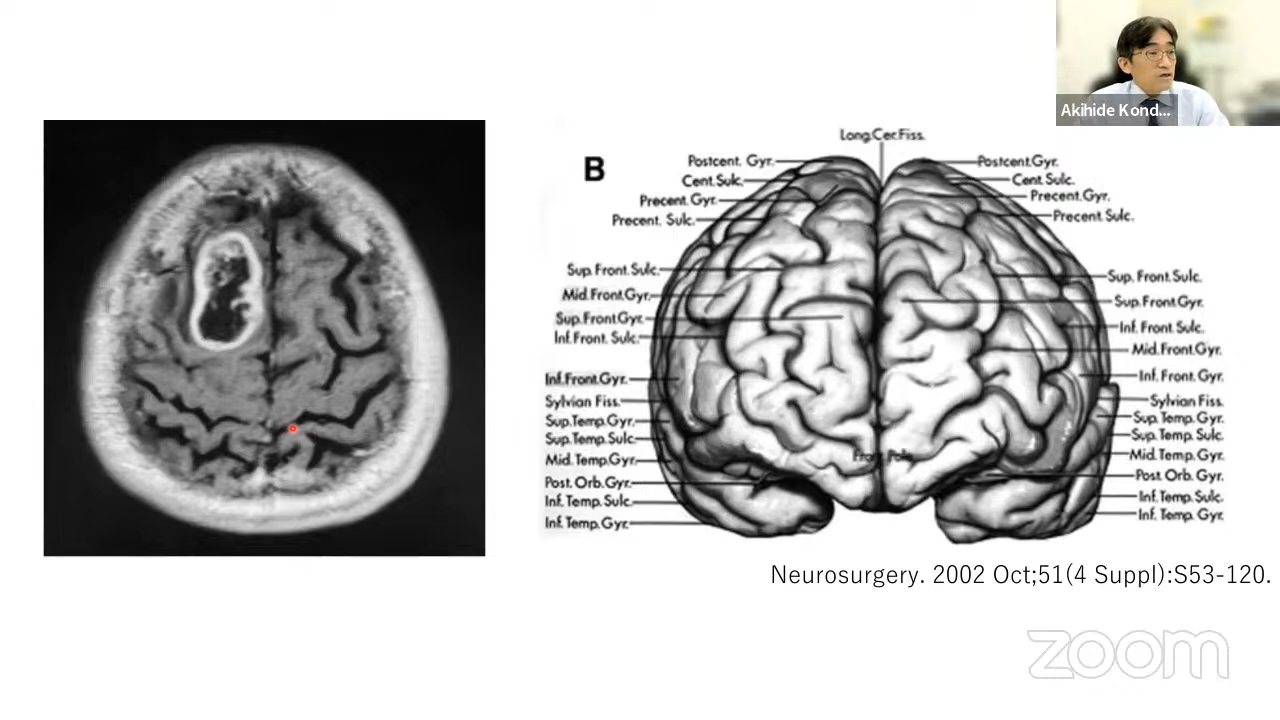 Akihide Kond...
Long.Cer.Fiss.
B
Postcent. Gyr.
Cent.Sulc.
Precent.Gyr.
Precent. Sulc.
Sup. Front.Sulc.
Mid.Front.Gyr.
Sup.Front.Gyr.
Inf.Front. Sulc.
Inf.Front.Gyr.
Sylvian Fiss.
Sup.Temp.Gyr.
Sup.Temp.Sulc.
Mid.Temp.Gyr.
Post.Orb.Gyr.
Inf.Temp.Sulc.
Inf.Temp.Gyr.
Postcent.Gyr.
Cent.Sulc.
Precent.Gyr.
Precent.Sulc.
Sup.Front.Sulc.
Sup.Front.Gyr.
Inf.Front.Sulc.
Mid.Front.Gyr.
Inf.Front.Gyr.
Sylvian Fiss.
Sup.Temp.Gyr.
Sup.Temp.Sulc.
Mid.Temp.Gyr.
Post.Orb.Gyr.
Inf.Temp.Sulc.
Inf.Temp.Gyr.
Front.Pole
Neurosurgery. 2002 Oct;51(4 Suppl):S53-120.
zoom